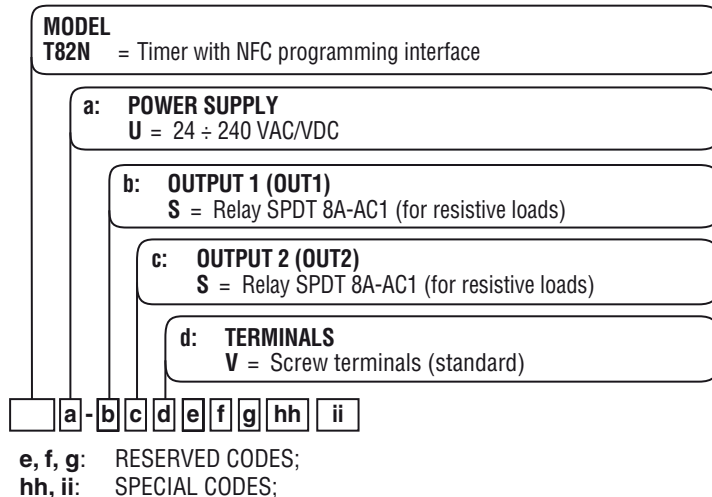 MODEL
T82N = Timer with NFC programming interface
a: POWER SUPPLY
U = 24 ÷ 240 VAC/VDC
b: OUTPUT 1 (OUT1)
S = Relay SPDT 8A-AC1 (for resistive loads)
c: OUTPUT 2 (OUT2)
S = Relay SPDT 8A-AC1 (for resistive loads)
d: TERMINALS
V = Screw terminals (standard)
a - b c d e f g hh ii
e, f, g: RESERVED CODES;
hh, ii: SPECIAL CODES;